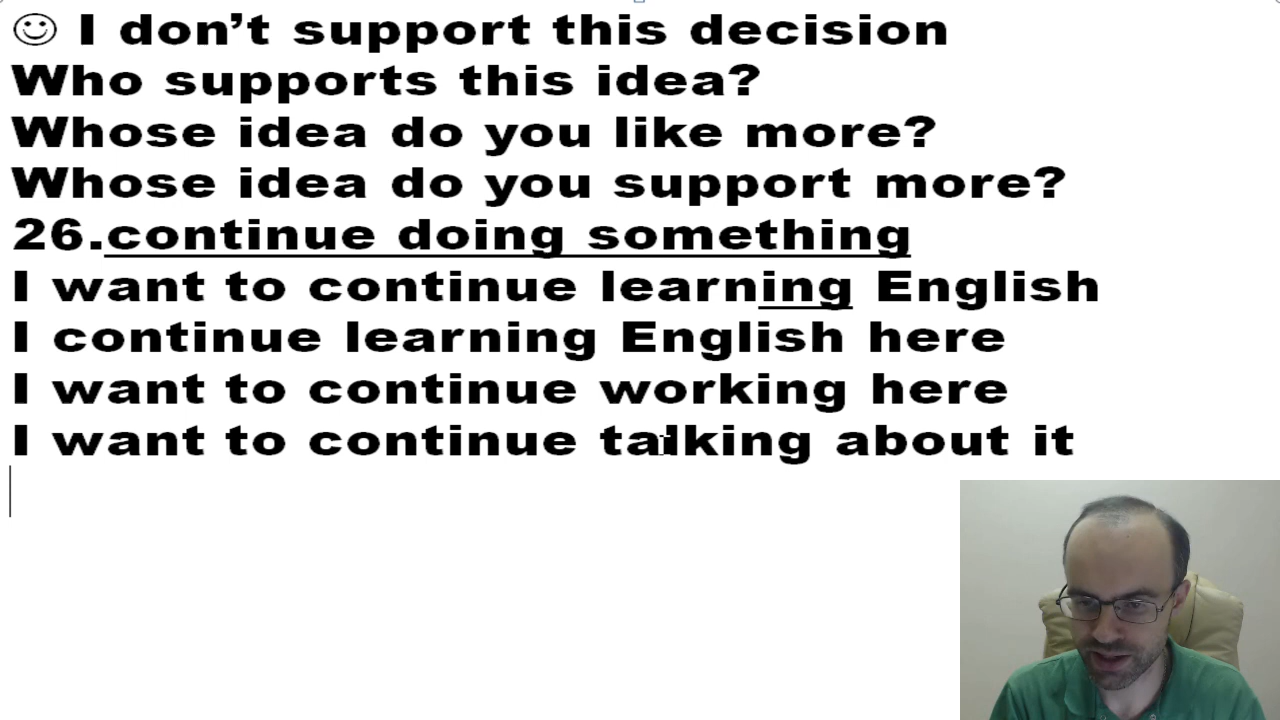 ☺ I don’t support this decision
Who supports this idea?
Whose idea do you like more?
Whose idea do you support more?
26.continue doing something
I want to continue learning English
I continue learning English here
I want to continue working here
I want to continue talking about it